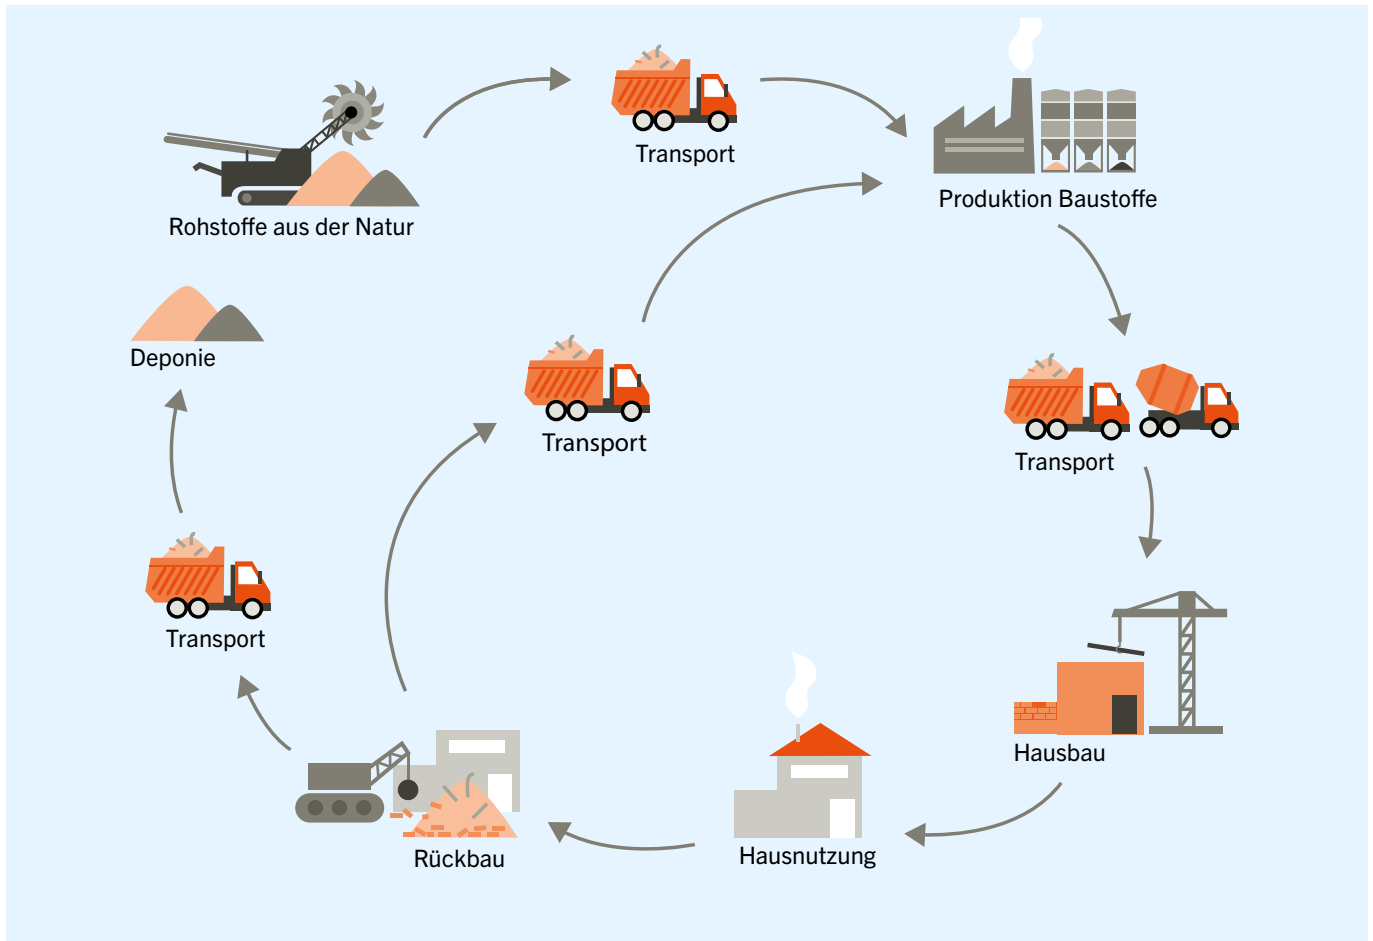 Transport
Produktion Baustoffe
Rohstoffe aus der Natur
Deponie
Transport
Transport
Transport
Hausbau
Hausnutzung
Rückbau